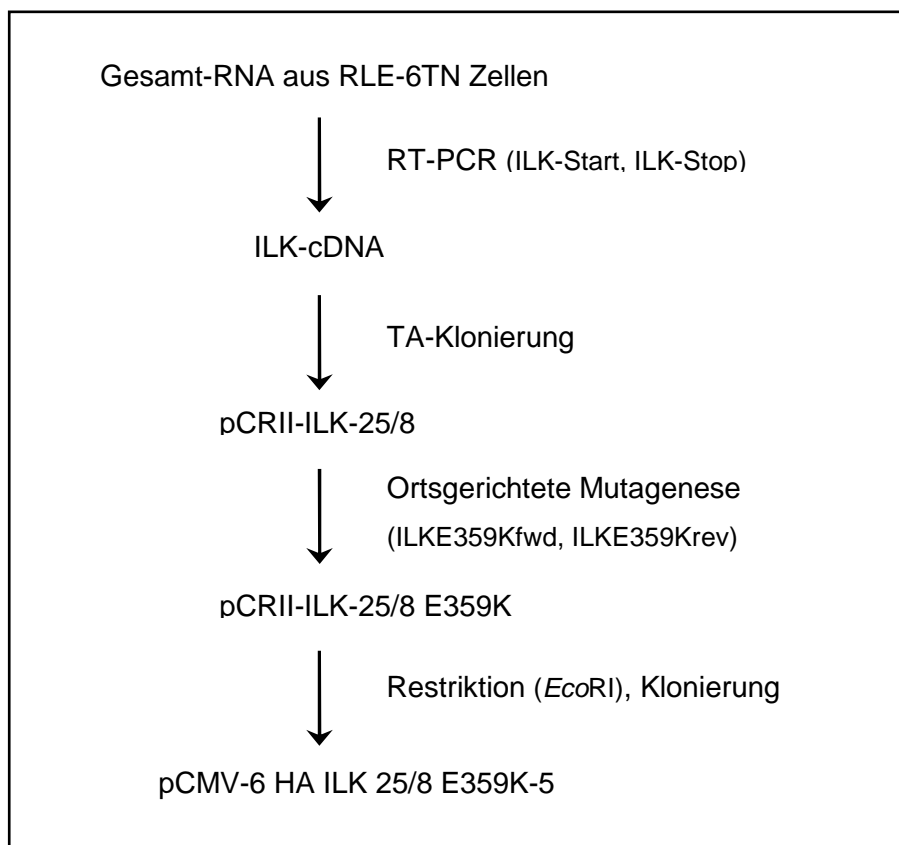 Gesamt-RNA aus RLE-6TN Zellen
RT-PCR (ILK-Start, ILK-Stop)
ILK-cDNA
TA-Klonierung
pCRII-ILK-25/8
Ortsgerichtete Mutagenese
(ILKE359Kfwd, ILKE359Krev)
pCRII-ILK-25/8 E359K
Restriktion (EcoRI), Klonierung
pCMV-6 HA ILK 25/8 E359K-5